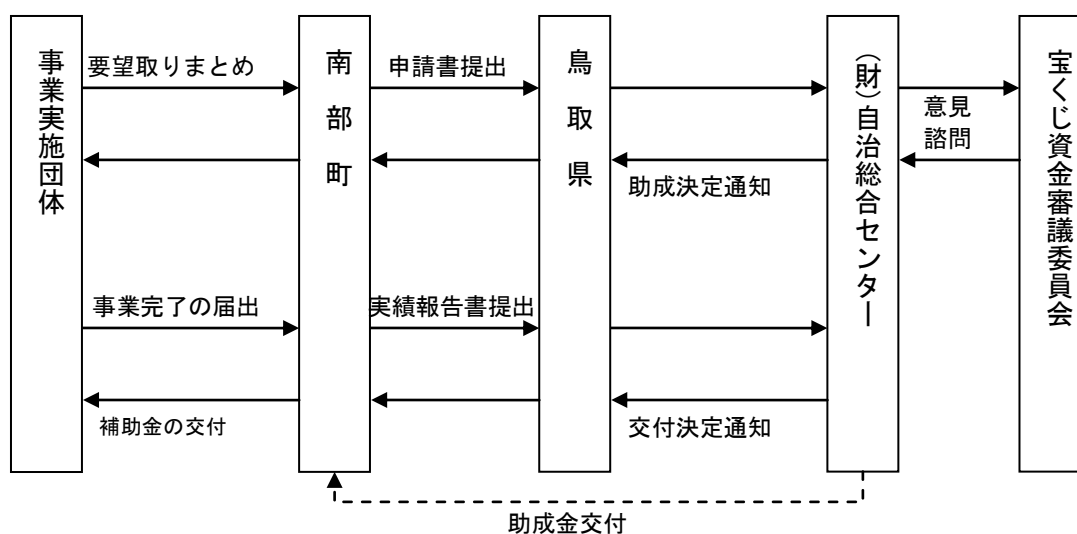 事業実施団体
要望取りまとめ
南部町
申請書提出
鳥取県
(財)自治総合センター
意見
諮問
宝くじ資金審議委員会
助成決定通知
事業完了の届出
実績報告書提出
補助金の交付
交付決定通知
助成金交付